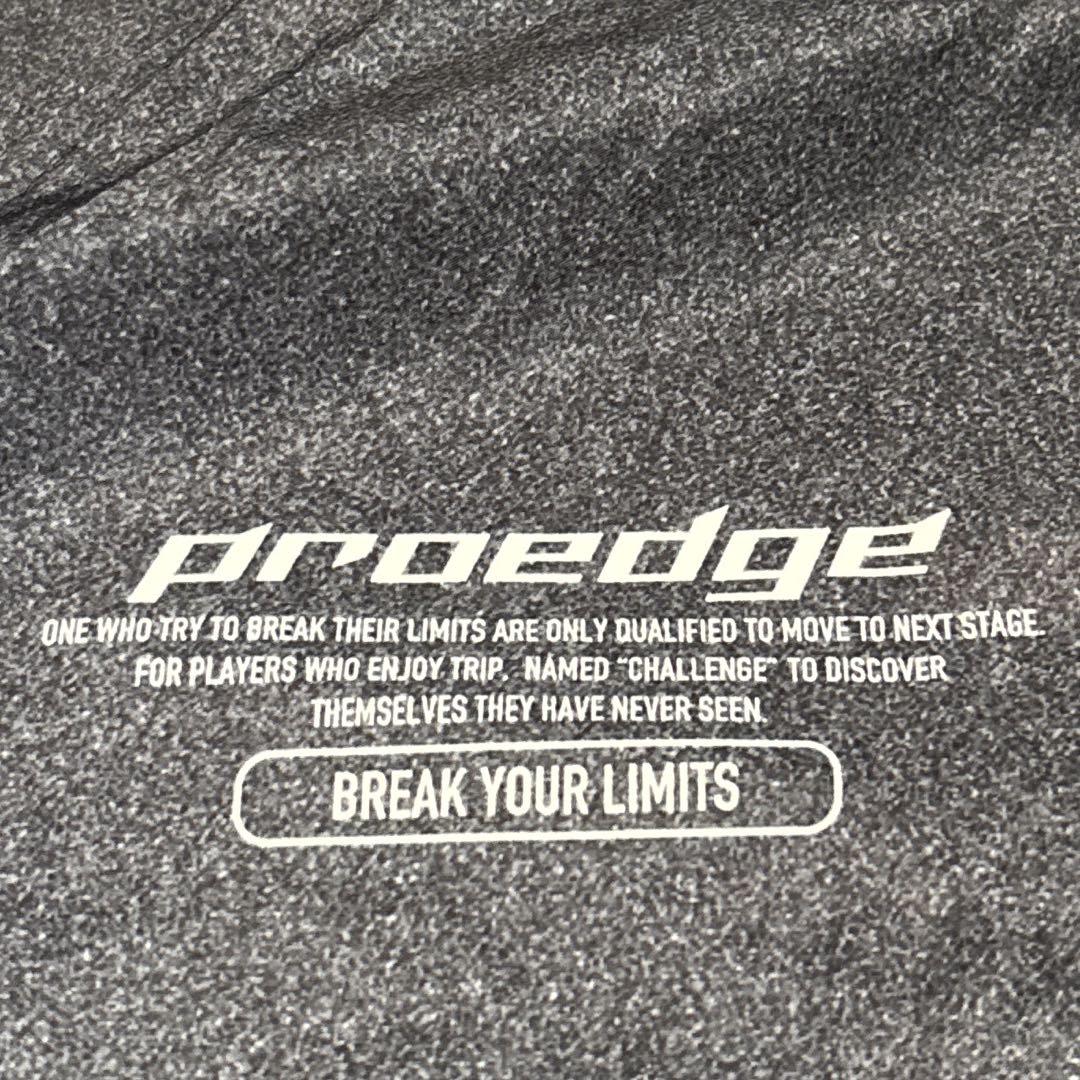 proedge
ONE WHO TRY TO BREAK THEIR LIMITS ARE ONLY QUALIFIED TO MOVE TO NEXT STAGE.
FOR PLAYERS WHO ENJOY TRIP, NAMED "CHALLENGE" TO DISCOVER
THEMSELVES THEY HAVE NEVER SEEN.
BREAK YOUR LIMITS